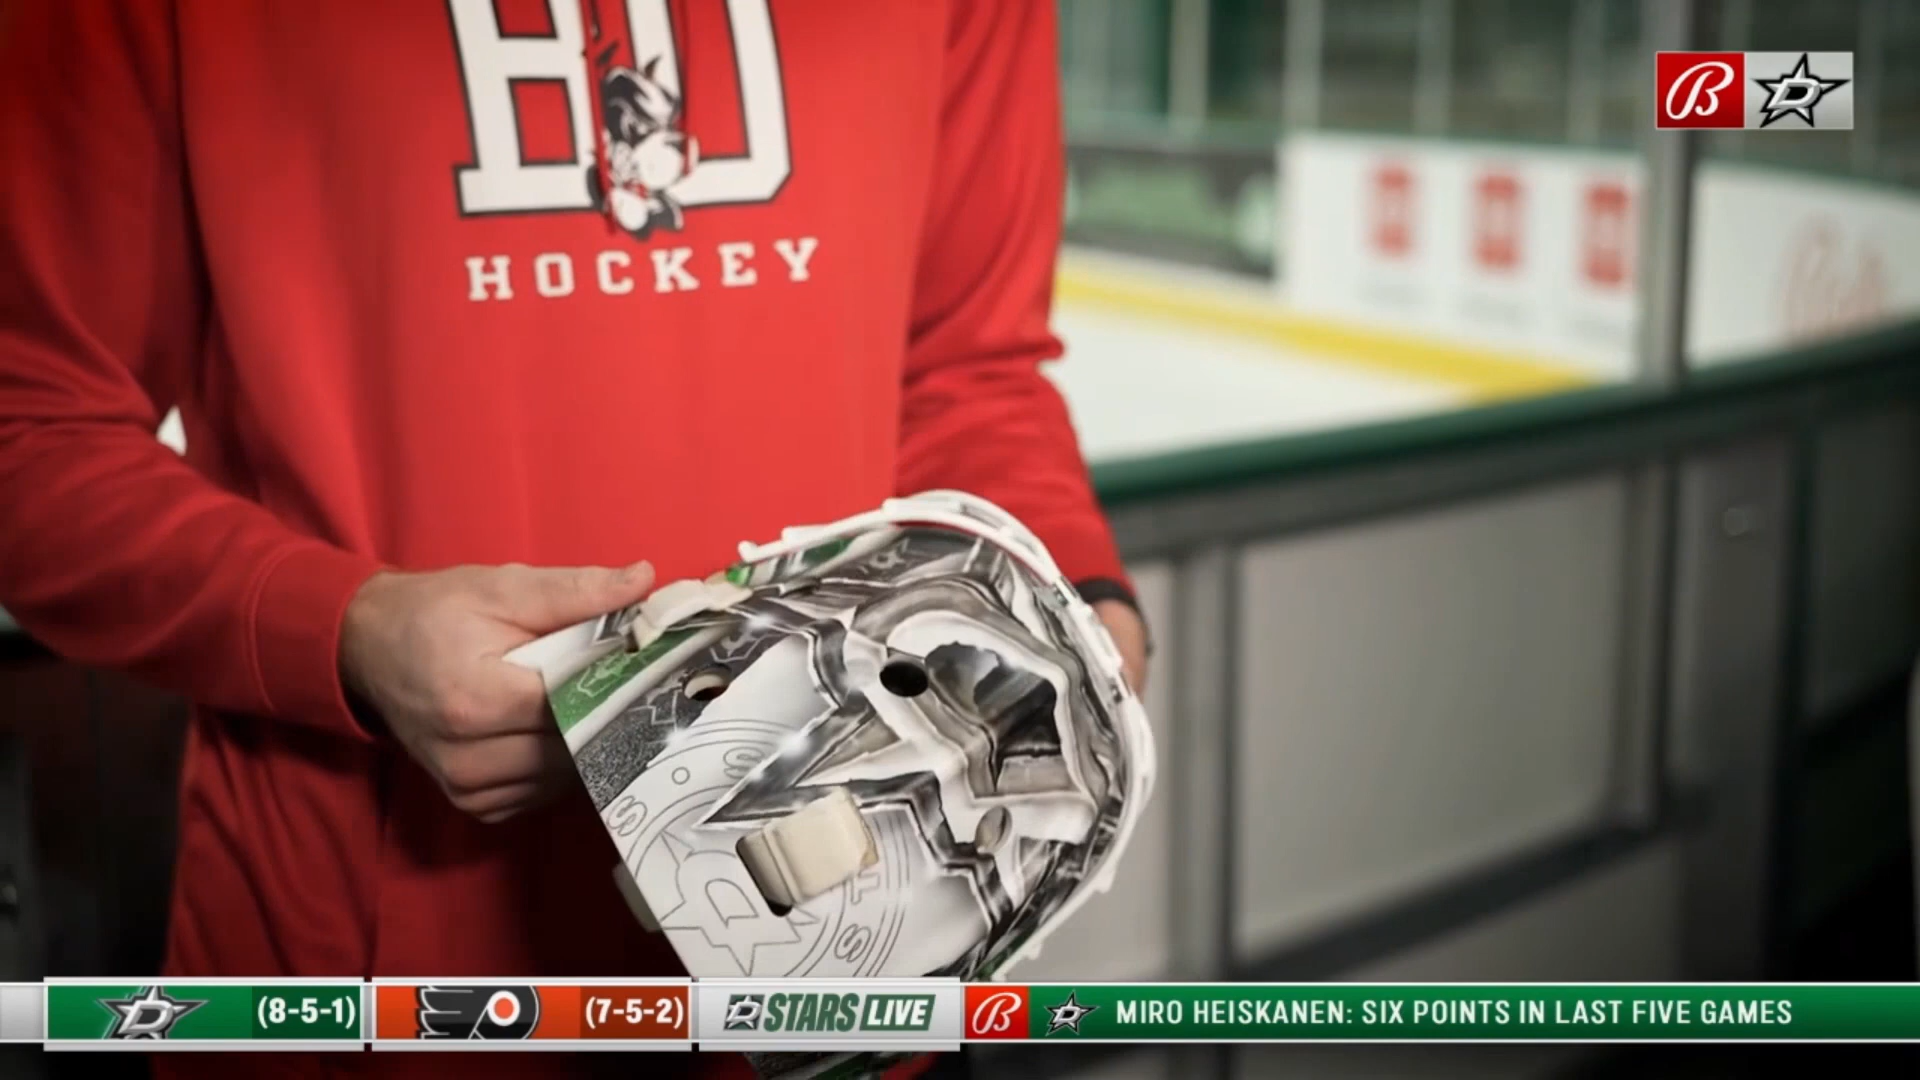 BU
HOCKEY
B D
S
S
S T
D
D (8-5-1) P (7-5-2) D STARS LIVE B D MIRO HEISKANEN: SIX POINTS IN LAST FIVE GAMES